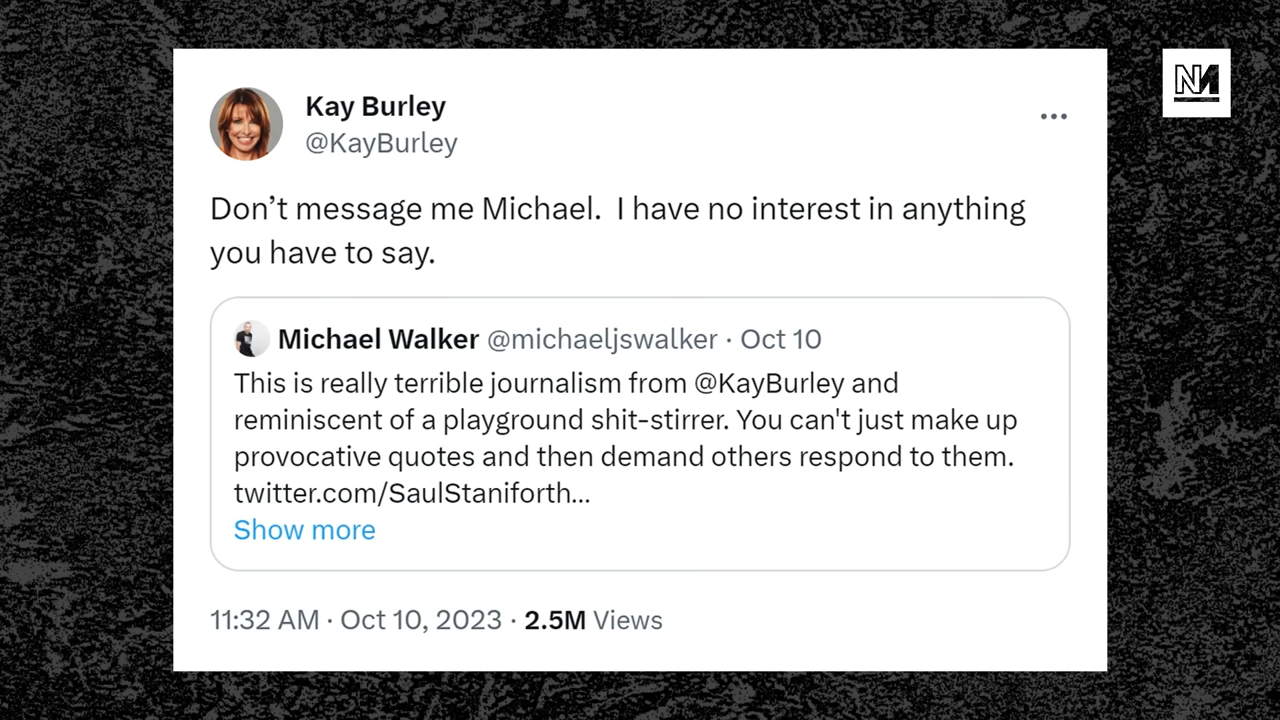 Kay Burley
@KayBurley
Don’t message me Michael.  I have no interest in anything
you have to say.
Michael Walker @michaeljswalker · Oct 10
This is really terrible journalism from @KayBurley and
reminiscent of a playground shit-stirrer. You can't just make up
provocative quotes and then demand others respond to them.
twitter.com/SaulStaniforth...
Show more
11:32 AM · Oct 10, 2023 · 2.5M Views
NM